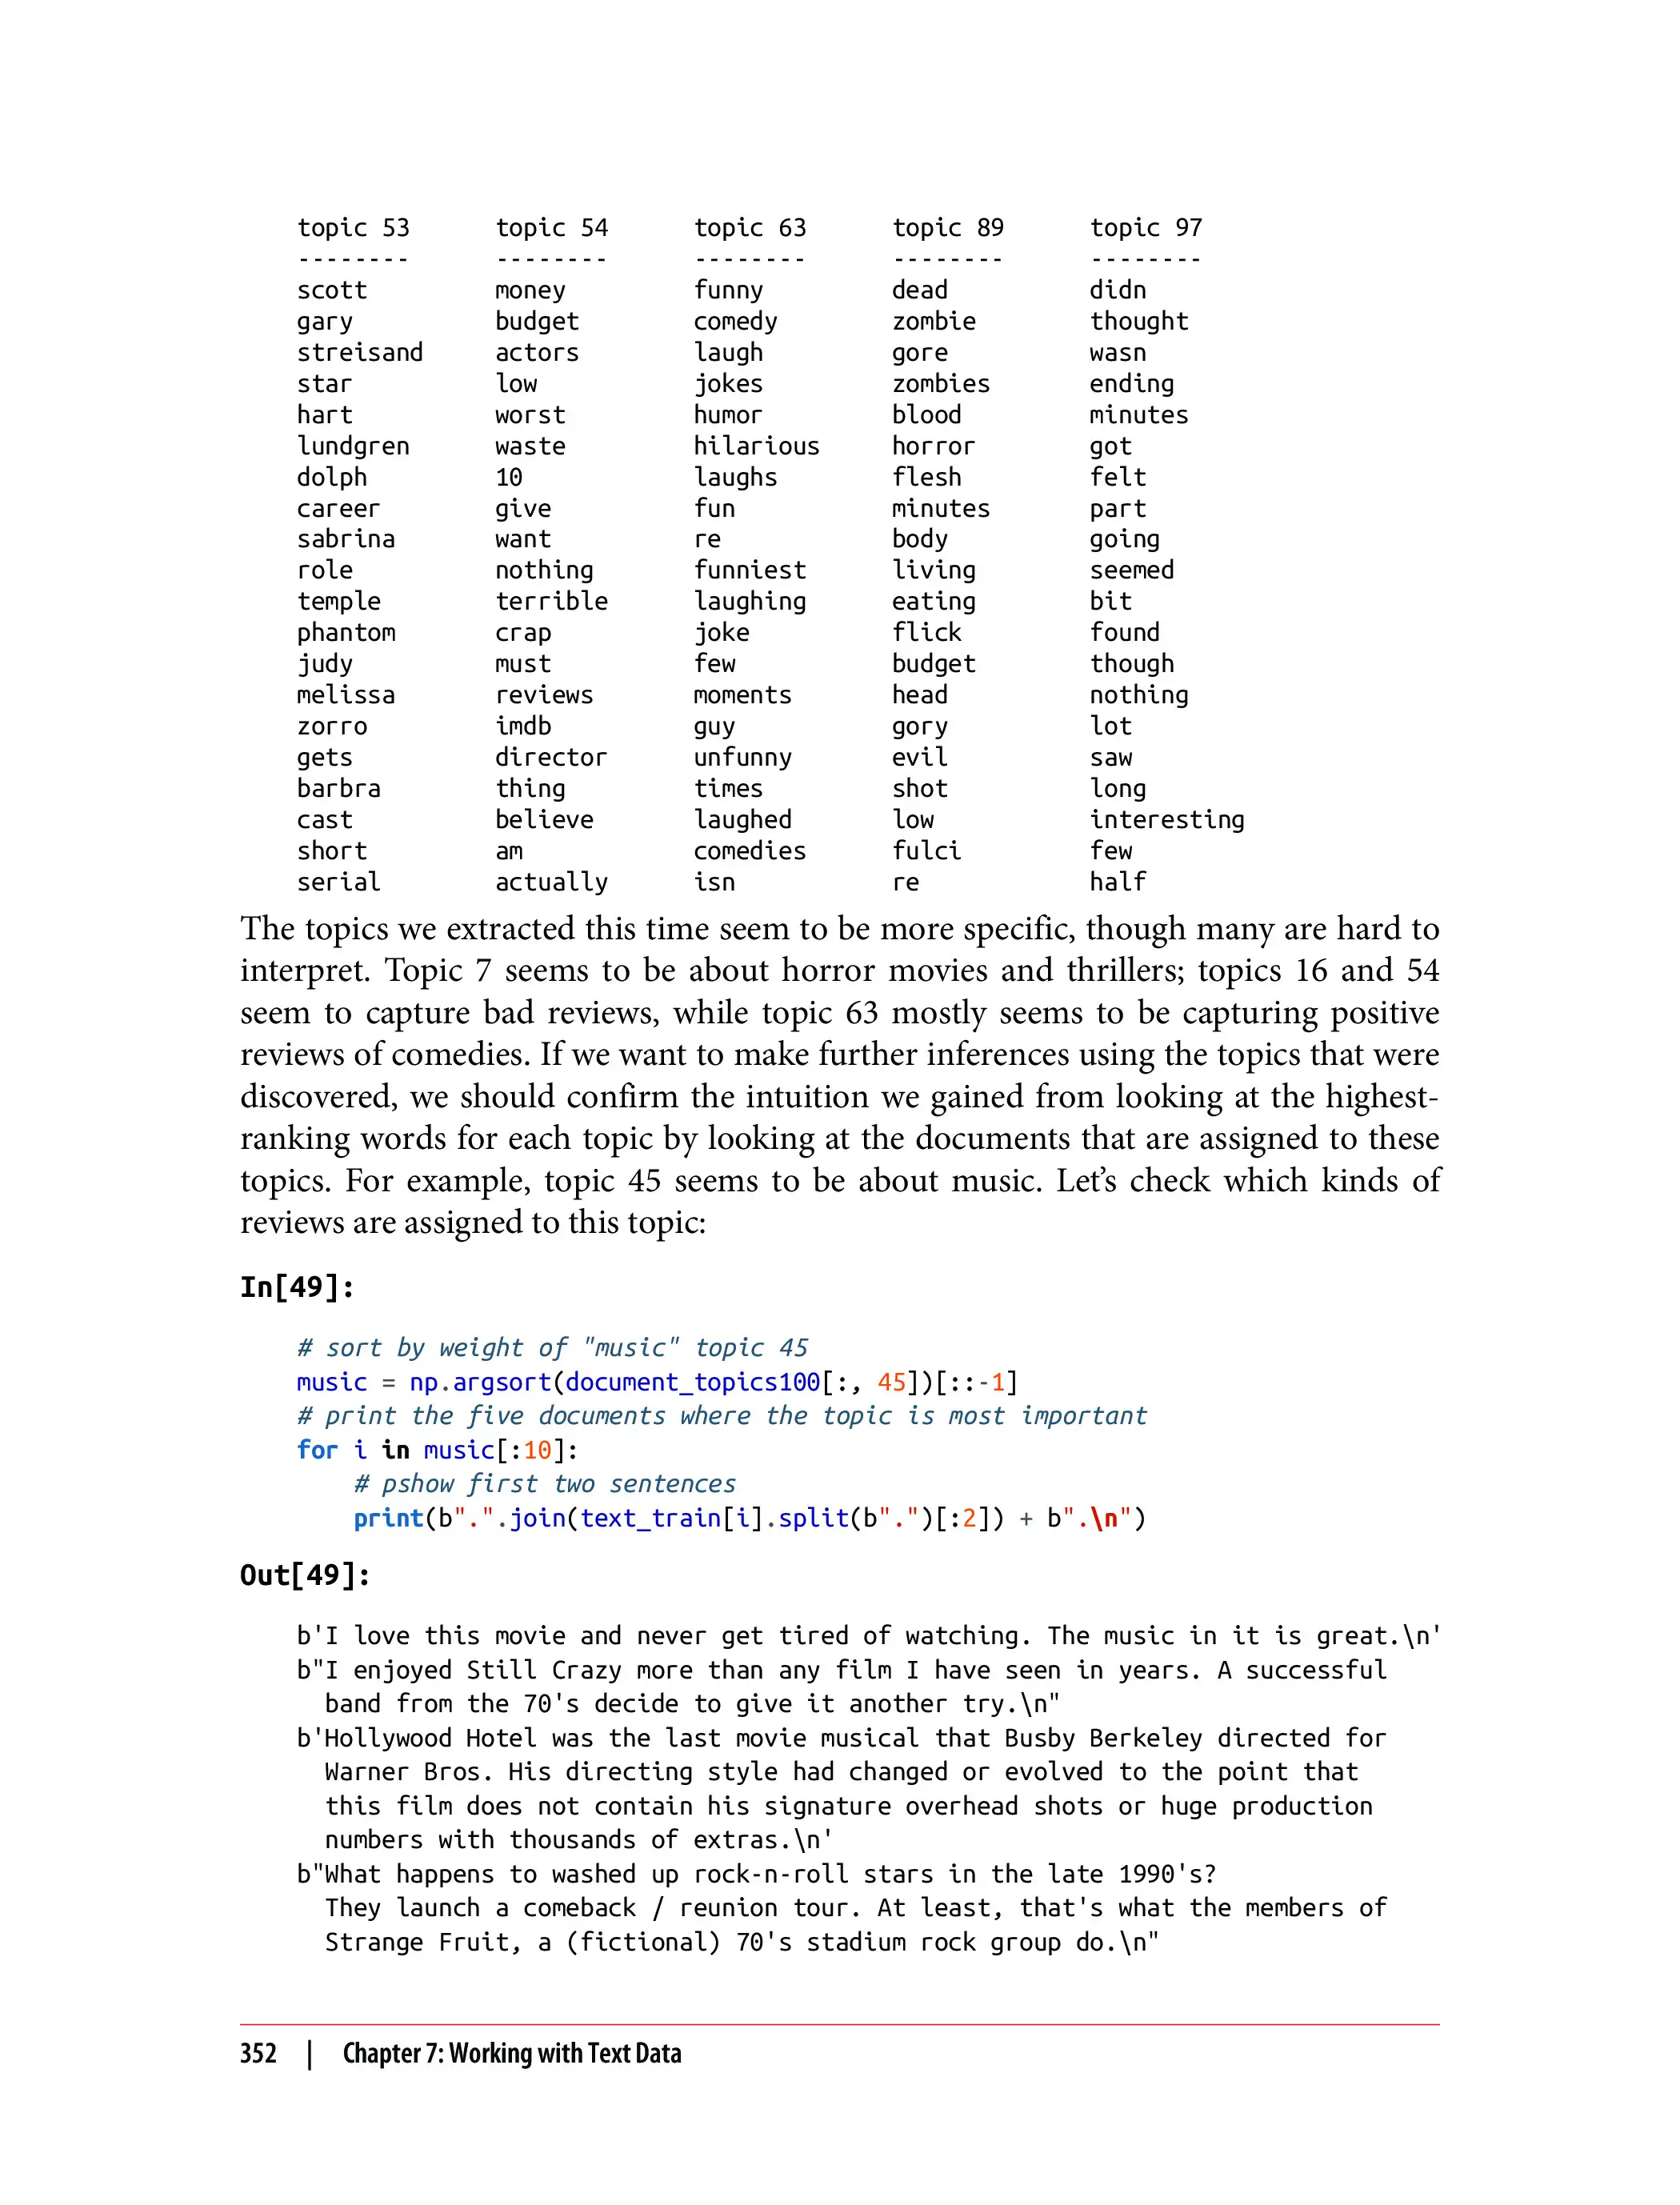 topic 53 topic 54 topic 63 topic 89 topic 97
-------- -------- -------- -------- --------
scott money funny dead didn
gary budget comedy zombie thought
streisand actors laugh gore wasn
star low jokes zombies ending
hart worst humor blood minutes
lundgren waste hilarious horror got
dolph 10 laughs flesh felt
career give fun minutes part
sabrina want re body going
role nothing funniest living seemed
temple terrible laughing eating bit
phantom crap joke flick found
judy must few budget though
melissa reviews moments head nothing
zorro imdb guy gory lot
gets director unfunny evil saw
barbra thing times shot long
cast believe laughed low interesting
short am comedies fulci few
serial actually isn re half
The topics we extracted this time seem to be more specific, though many are hard to
interpret. Topic 7 seems to be about horror movies and thrillers; topics 16 and 54
seem to capture bad reviews, while topic 63 mostly seems to be capturing positive
reviews of comedies. If we want to make further inferences using the topics that were
discovered, we should confirm the intuition we gained from looking at the highest-
ranking words for each topic by looking at the documents that are assigned to these
topics. For example, topic 45 seems to be about music. Let’s check which kinds of
reviews are assigned to this topic:
In[49]:
# sort by weight of "music" topic 45
music = np.argsort(document_topics100[:, 45])[::-1]
# print the five documents where the topic is most important
for i in music[:10]:
    # pshow first two sentences
    print(b".".join(text_train[i].split(b".")[:2]) + b".\n")
Out[49]:
b'I love this movie and never get tired of watching. The music in it is great.\n'
b"I enjoyed Still Crazy more than any film I have seen in years. A successful
  band from the 70's decide to give it another try.\n"
b'Hollywood Hotel was the last movie musical that Busby Berkeley directed for
  Warner Bros. His directing style had changed or evolved to the point that
  this film does not contain his signature overhead shots or huge production
  numbers with thousands of extras.\n'
b"What happens to washed up rock-n-roll stars in the late 1990's?
  They launch a comeback / reunion tour. At least, that's what the members of
  Strange Fruit, a (fictional) 70's stadium rock group do.\n"
352 | Chapter 7: Working with Text Data